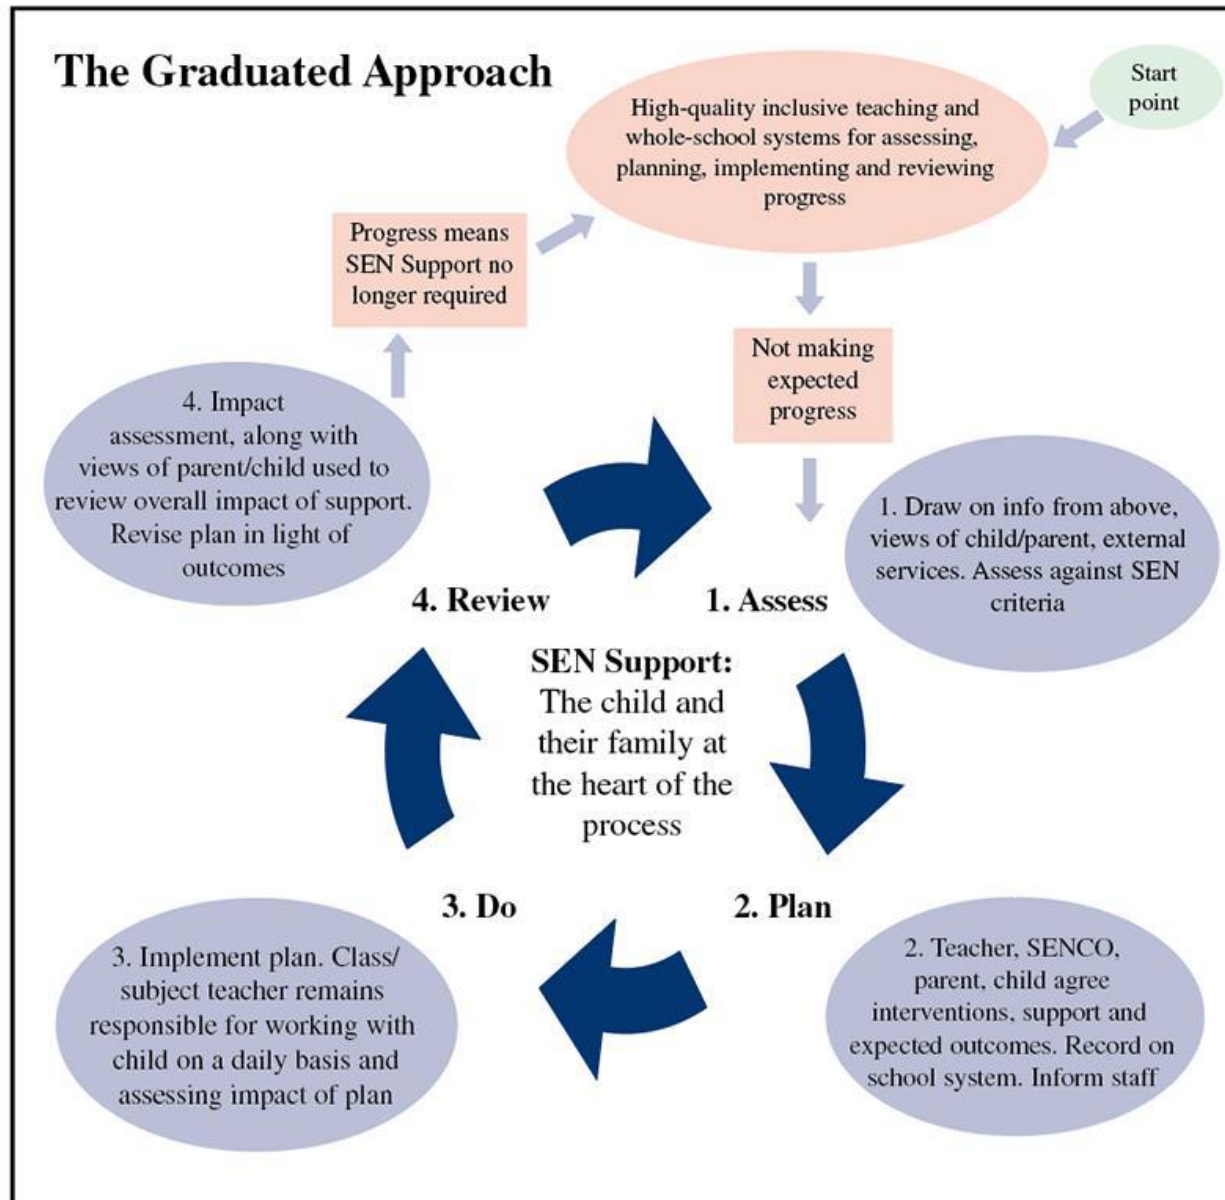 The Graduated Approach
Start
point
High-quality inclusive teaching and
whole-school systems for assessing,
planning, implementing and reviewing
progress
Progress means
SEN Support no
longer required
Not making
expected
progress
4. Impact
assessment, along with
views of parent/child used to
review overall impact of support.
Revise plan in light of
outcomes
1. Draw on info from above,
views of child/parent, external
services. Assess against SEN
criteria
4. Review
1. Assess
SEN Support:
The child and
their family at
the heart of the
process
3. Do
2. Plan
3. Implement plan. Class/
subject teacher remains
responsible for working with
child on a daily basis and
assessing impact of plan
2. Teacher, SENCO,
parent, child agree
interventions, support and
expected outcomes. Record on
school system. Inform staff